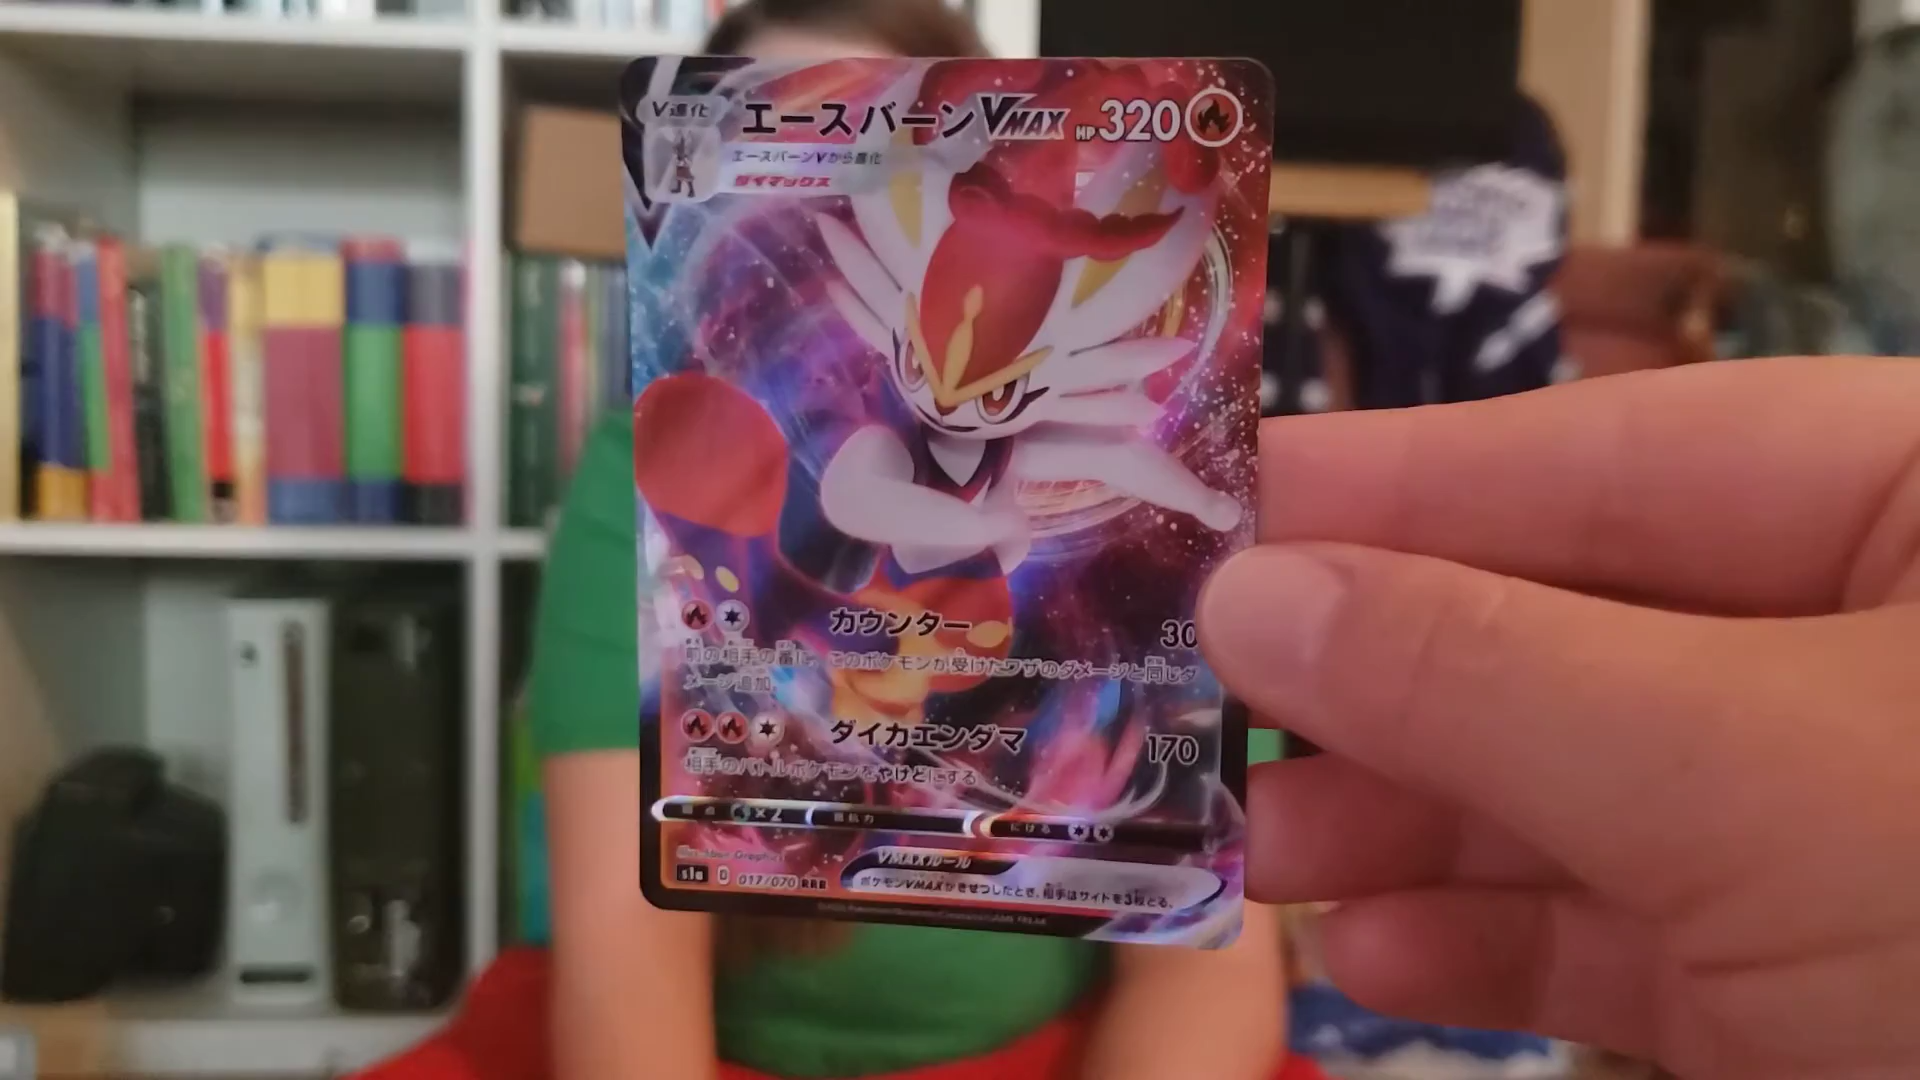 V進化
エースバーンVMAX HP320
エースバーンVから進化
ダイマックス
カウンター 30
前の相手の番に、このポケモンが受けたワザのダメージと同じダ
メージ追加。
ダイカエンダマ 170
相手のバトルポケモンをやけどにする
弱点 ×2 抵抗力 にげる
s1a D 017/070 RRR
VMAXルール
ポケモンVMAXがきぜつしたとき、相手はサイトを3枚とる。